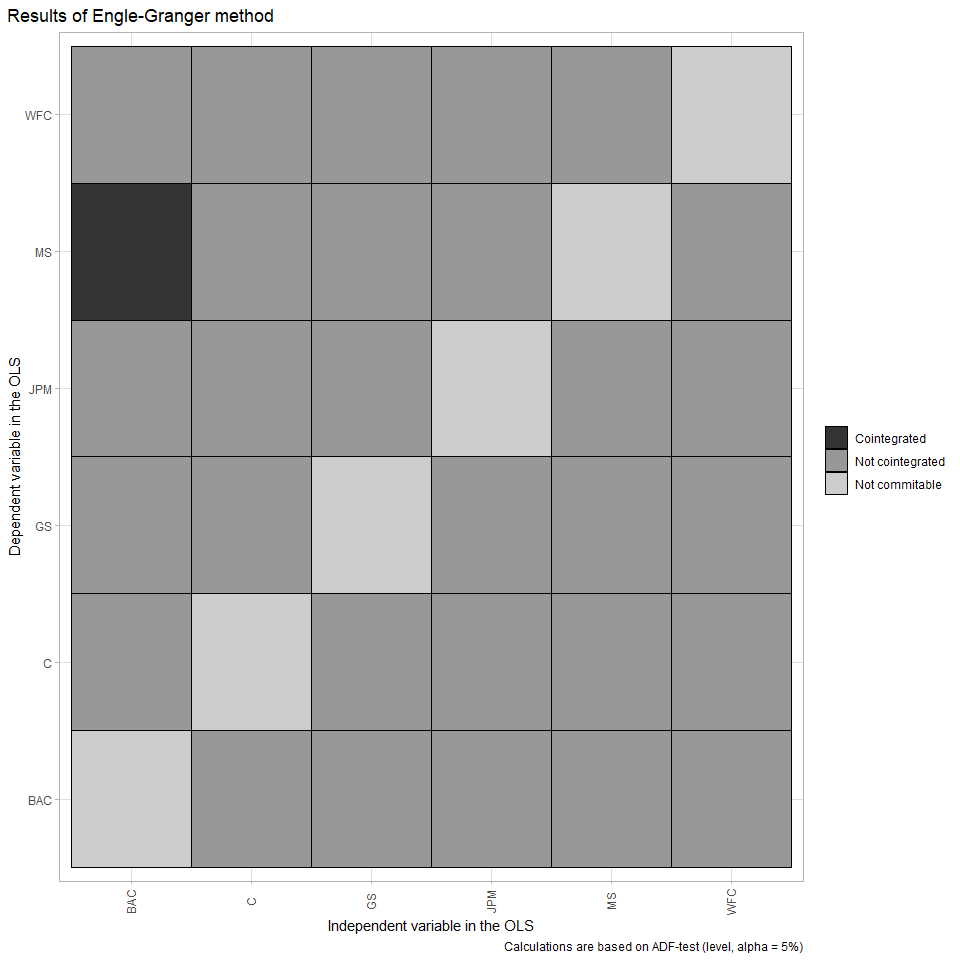 Results of Engle-Granger method
Dependent variable in the OLS
WFC
MS
JPM
GS
C
BAC
BAC
C
GS
JPM
MS
WFC
Independent variable in the OLS
Cointegrated
Not cointegrated
Not commitable
Calculations are based on ADF-test (level, alpha = 5%)